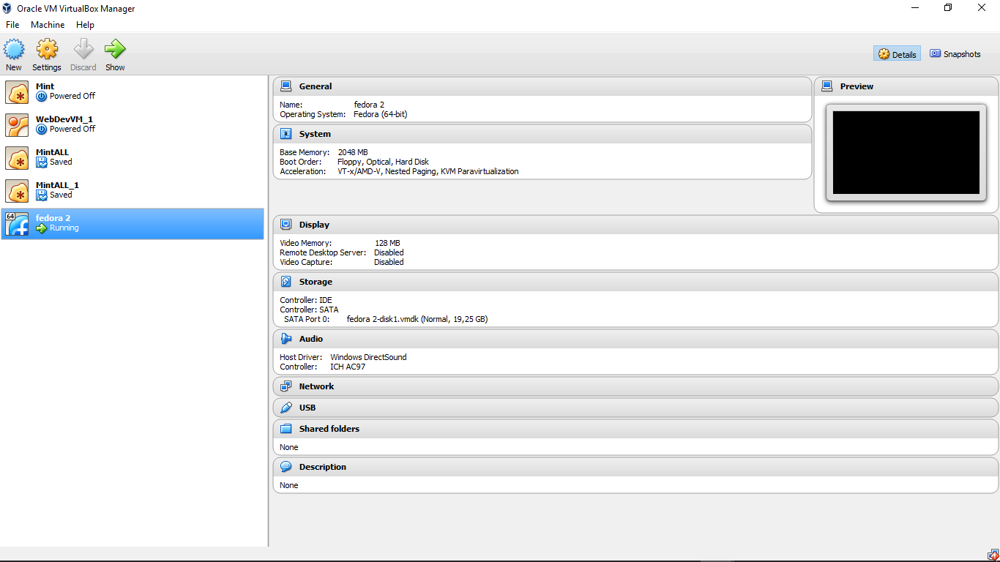 Oracle VM VirtualBox Manager
File Machine Help
New Settings Discard Show
Details Snapshots
Mint
Powered Off
WebDevVM_1
Powered Off
MintALL
Saved
MintALL_1
Saved
64
fedora 2
Running
General
Name: fedora 2
Operating System: Fedora (64-bit)
System
Base Memory: 2048 MB
Boot Order: Floppy, Optical, Hard Disk
Acceleration: VT-x/AMD-V, Nested Paging, KVM Paravirtualization
Preview
Display
Video Memory: 128 MB
Remote Desktop Server: Disabled
Video Capture: Disabled
Storage
Controller: IDE
Controller: SATA
SATA Port 0: fedora 2-disk1.vmdk (Normal, 19,25 GB)
Audio
Host Driver: Windows DirectSound
Controller: ICH AC97
Network
USB
Shared folders
None
Description
None